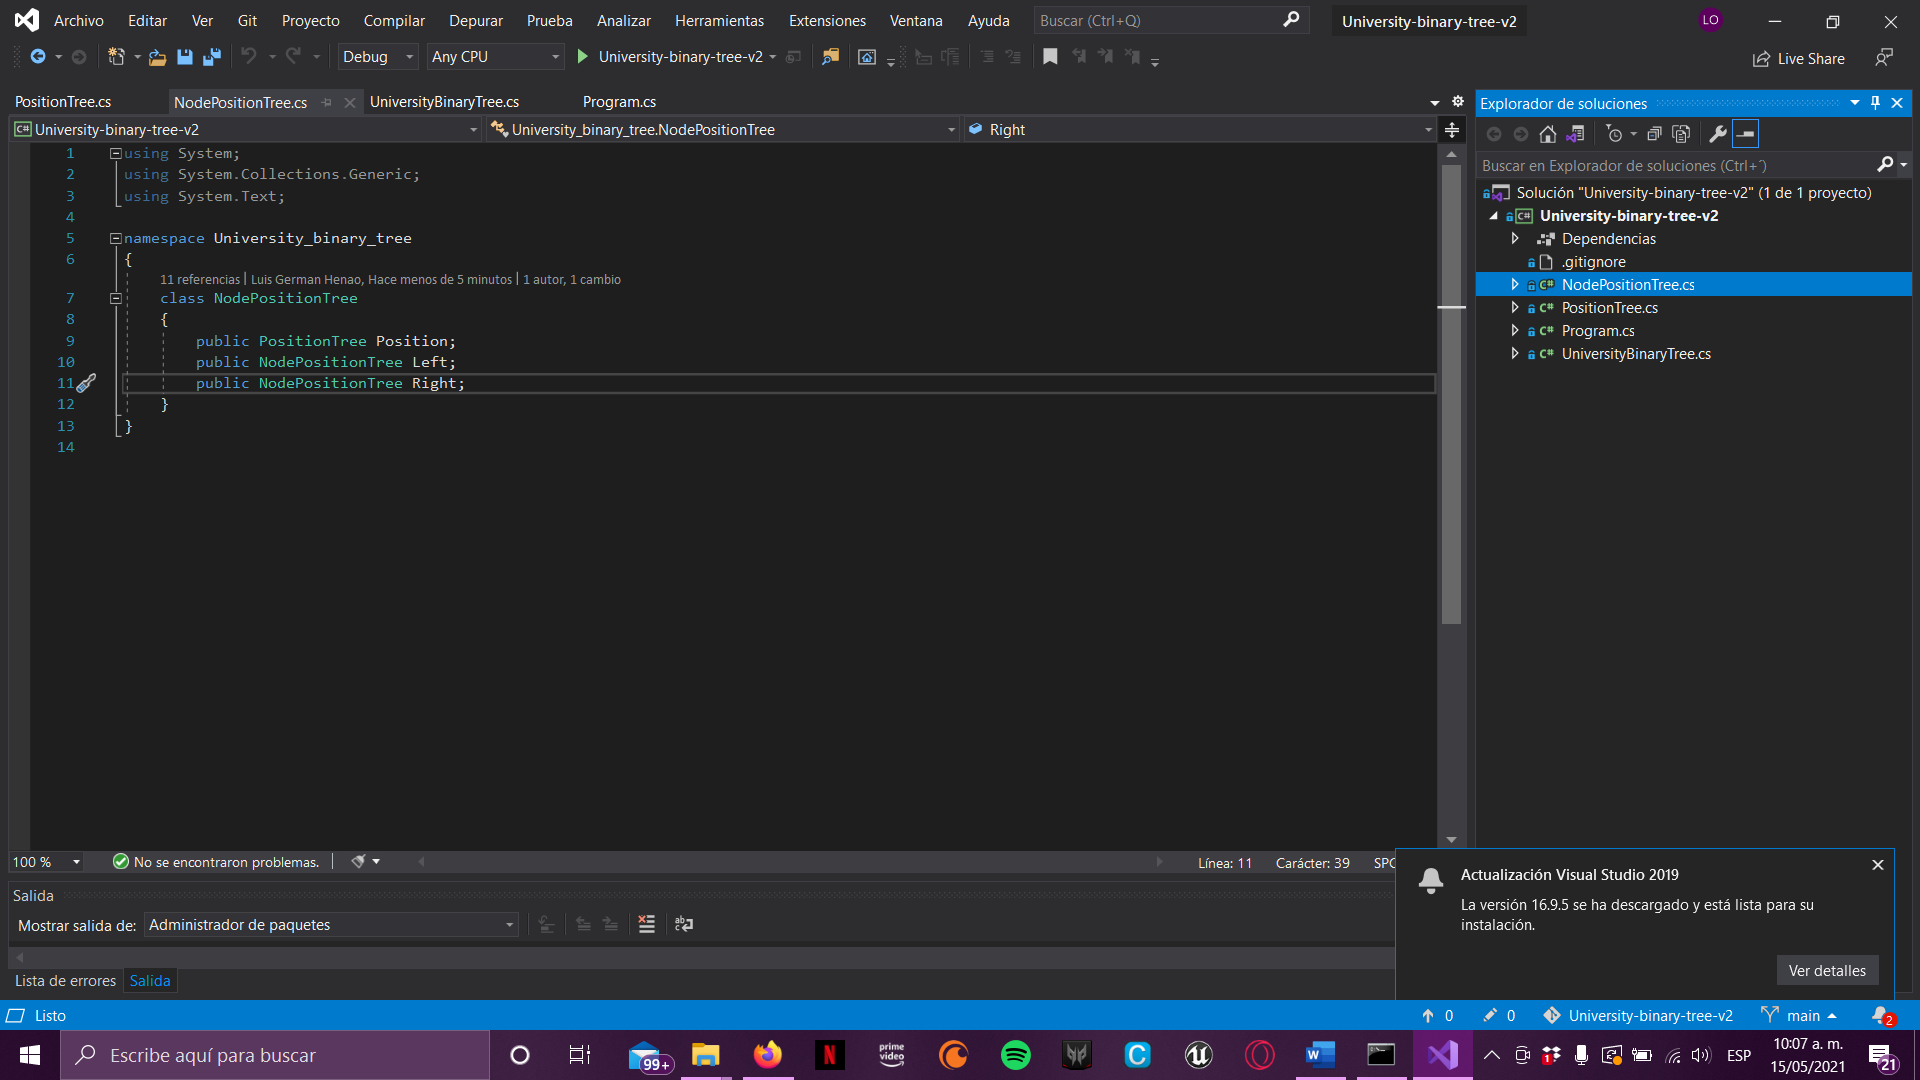 Archivo Editar Ver Git Proyecto Compilar Depurar Prueba Analizar Herramientas Extensiones Ventana Ayuda Buscar (Ctrl+Q) University-binary-tree-v2 LO
Debug Any CPU University-binary-tree-v2 Live Share
PositionTree.cs NodePositionTree.cs UniversityBinaryTree.cs Program.cs
C# University-binary-tree-v2 University_binary_tree.NodePositionTree Right
1 using System;
2 using System.Collections.Generic;
3 using System.Text;
4
5 namespace University_binary_tree
6 {
11 referencias | Luis German Henao, Hace menos de 5 minutos | 1 autor, 1 cambio
7 class NodePositionTree
8 {
9 public PositionTree Position;
10 public NodePositionTree Left;
11 public NodePositionTree Right;
12 }
13 }
14
100 % No se encontraron problemas. Línea: 11 Carácter: 39 SPC
Salida
Mostrar salida de: Administrador de paquetes
Lista de errores Salida
Explorador de soluciones
Buscar en Explorador de soluciones (Ctrl+´)
Solución "University-binary-tree-v2" (1 de 1 proyecto)
C# University-binary-tree-v2
Dependencias
.gitignore
C# NodePositionTree.cs
C# PositionTree.cs
C# Program.cs
C# UniversityBinaryTree.cs
Actualización Visual Studio 2019
La versión 16.9.5 se ha descargado y está lista para su
instalación.
Ver detalles
Listo 0 0 University-binary-tree-v2 main 2
Escribe aquí para buscar 99+ N prime video C W 1 ESP 10:07 a. m.
15/05/2021 21